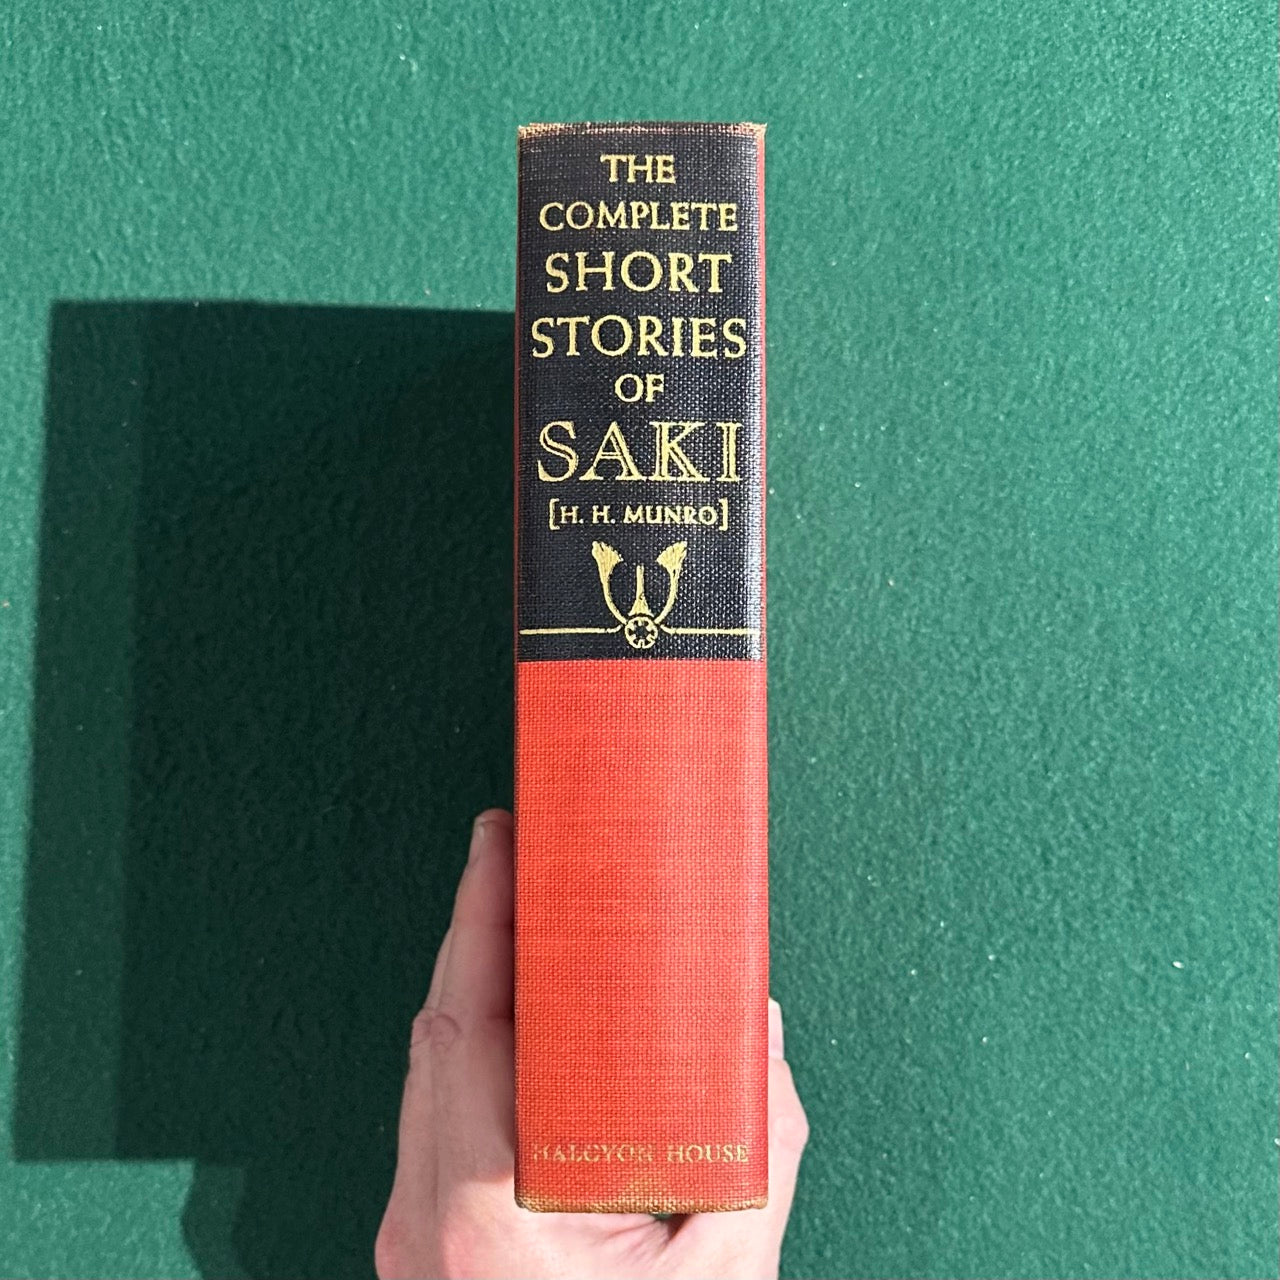 THE
COMPLETE
SHORT
STORIES
OF
SAKI
[H. H. MUNRO]
HALCYON HOUSE